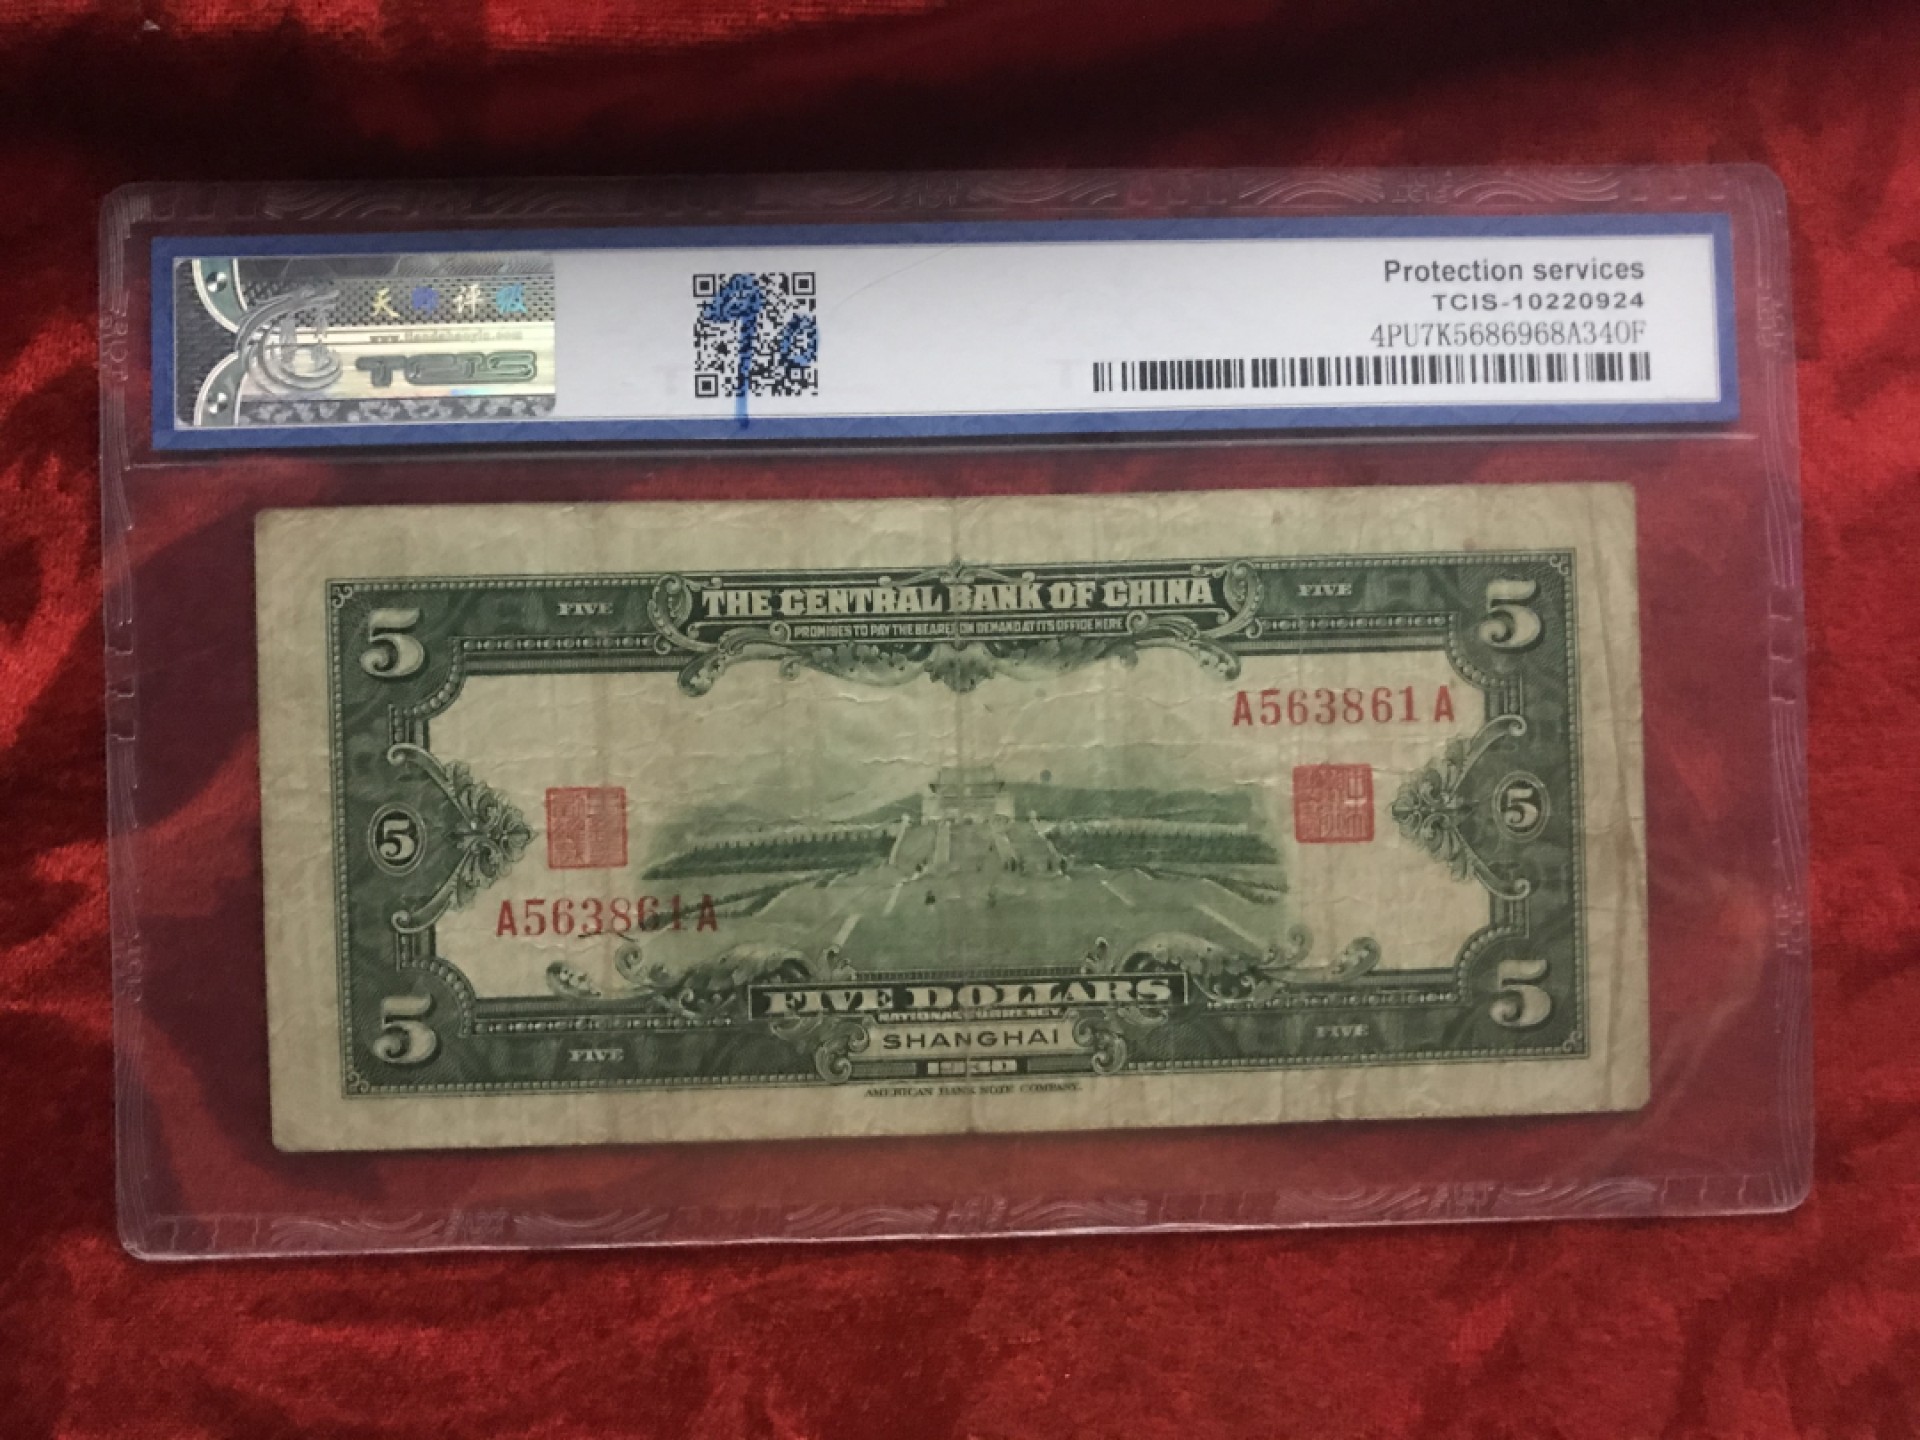 天 御 评 级
TCIS
Protection services
TCIS-10220924
4PU7K5686968A340F
FIVE
THE CENTRAL BANK OF CHINA
FIVE
5
5
PROMISES TO PAY THE BEARER ON DEMAND AT ITS OFFICE HERE
A563861 A
5
5
A563861 A
FIVE DOLLARS
NATIONAL CURRENCY
5
5
SHANGHAI
FIVE
FIVE
1930
AMERICAN BANK NOTE COMPANY.